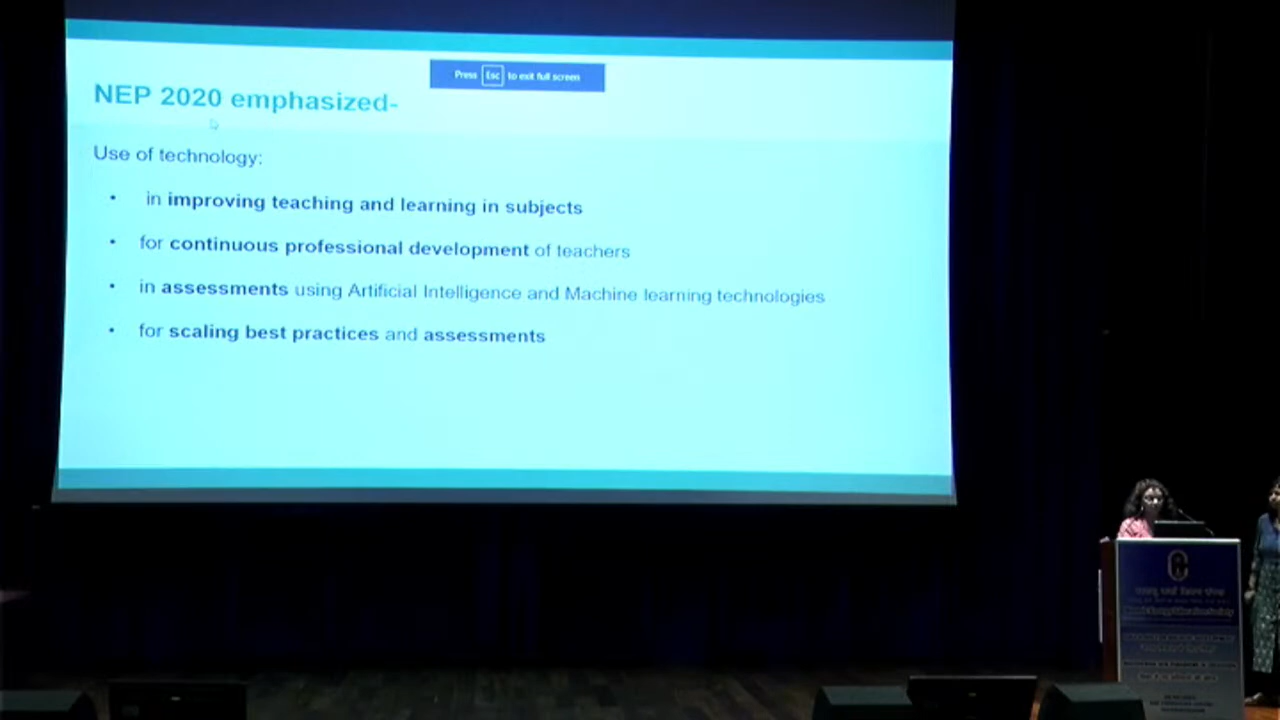 Press Esc to exit full screen
NEP 2020 emphasized-
Use of technology:
• in improving teaching and learning in subjects
• for continuous professional development of teachers
• in assessments using Artificial Intelligence and Machine learning technologies
• for scaling best practices and assessments